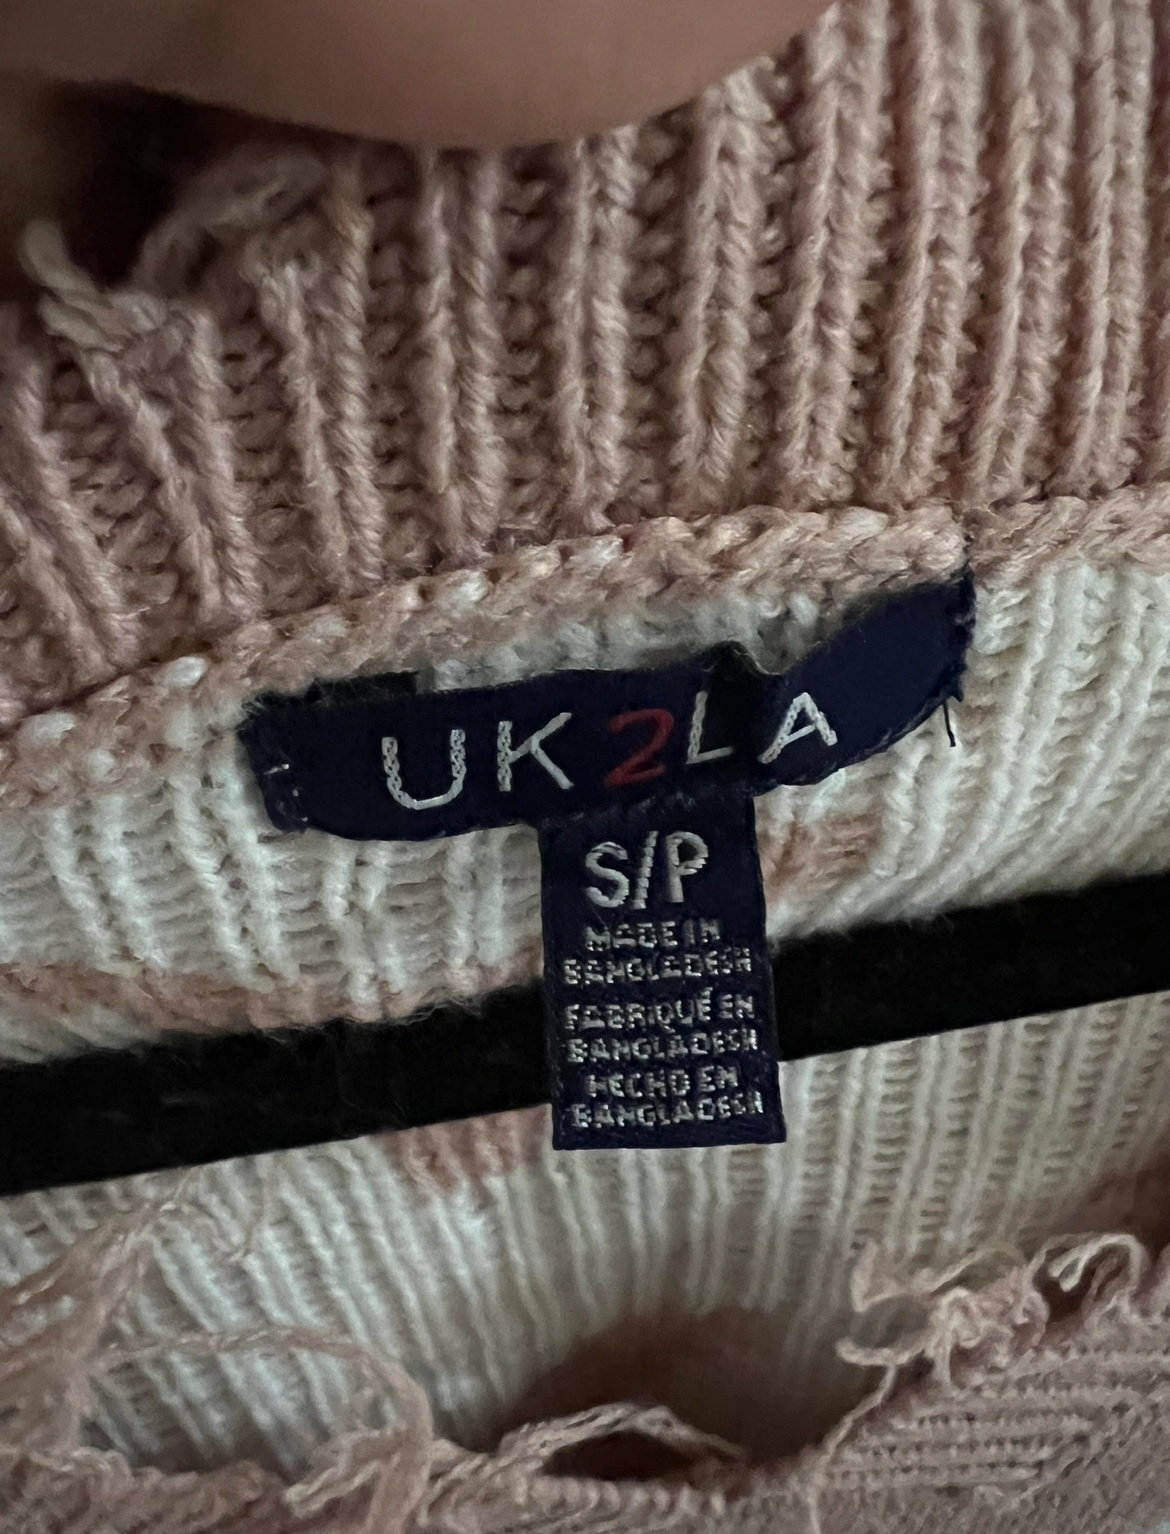 UK2LA
S/P
MADE IN
BANGLADESH
FABRIQUÉ EN
BANGLADESH
HECHO EN
BANGLADESH